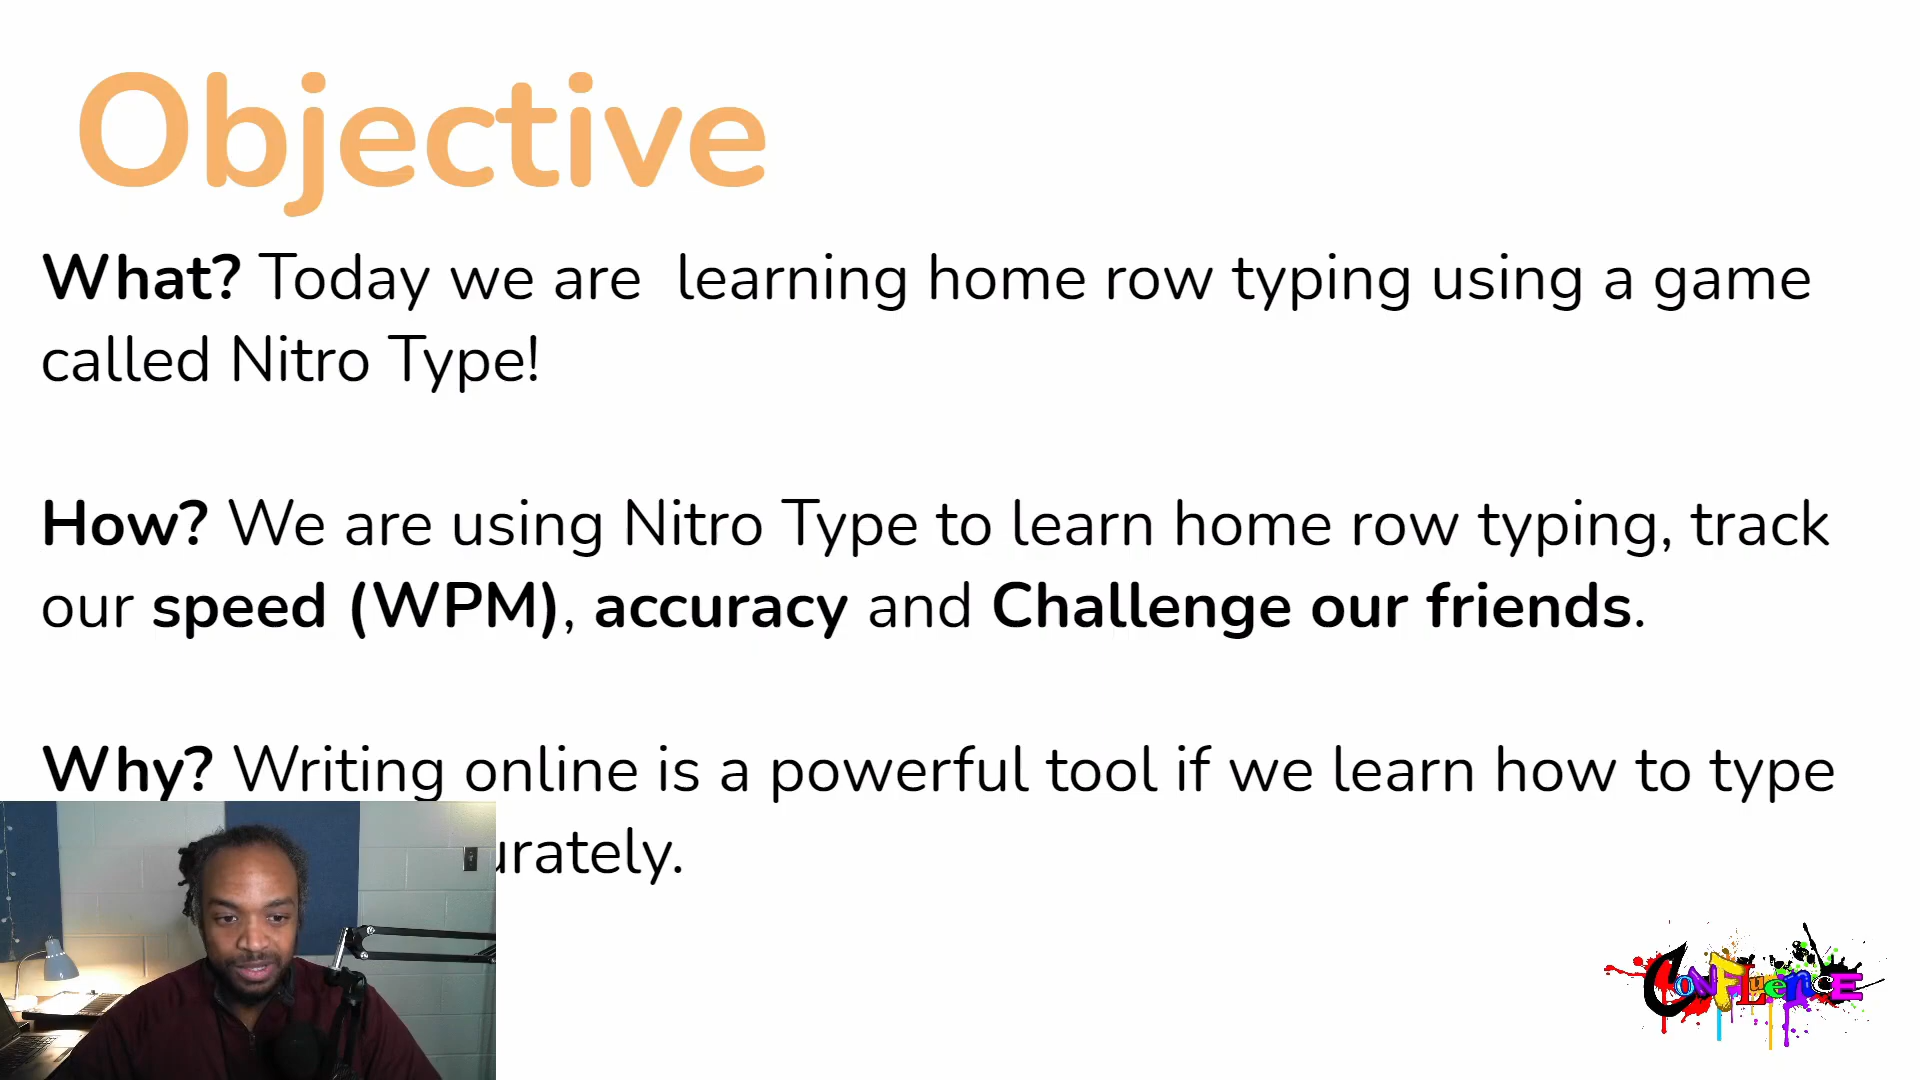 Objective
What? Today we are learning home row typing using a game
called Nitro Type!
How? We are using Nitro Type to learn home row typing, track
our speed (WPM), accuracy and Challenge our friends.
Why? Writing online is a powerful tool if we learn how to type
urately.
CONFLuencE